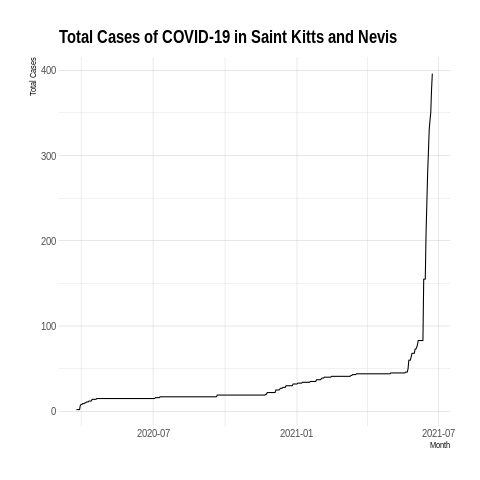 Total Cases of COVID-19 in Saint Kitts and Nevis
Total Cases
400
300
200
100
0
2020-07
2021-01
2021-07
Month